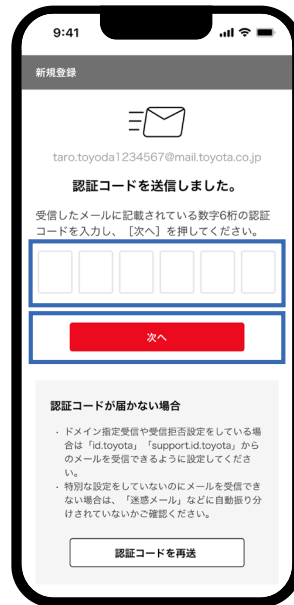 9:41
新規登録
taro.toyoda1234567@mail.toyota.co.jp
認証コードを送信しました。
受信したメールに記載されている数字6桁の認証
コードを入力し、［次へ］を押してください。
次へ
認証コードが届かない場合
・ドメイン指定受信や受信拒否設定をしている場
合は「id.toyota」「support.id.toyota」から
のメールを受信できるように設定してくださ
い。
・特別な設定をしていないのにメールを受信でき
ない場合は、「迷惑メール」などに自動振り分
けされていないかご確認ください。
認証コードを再送